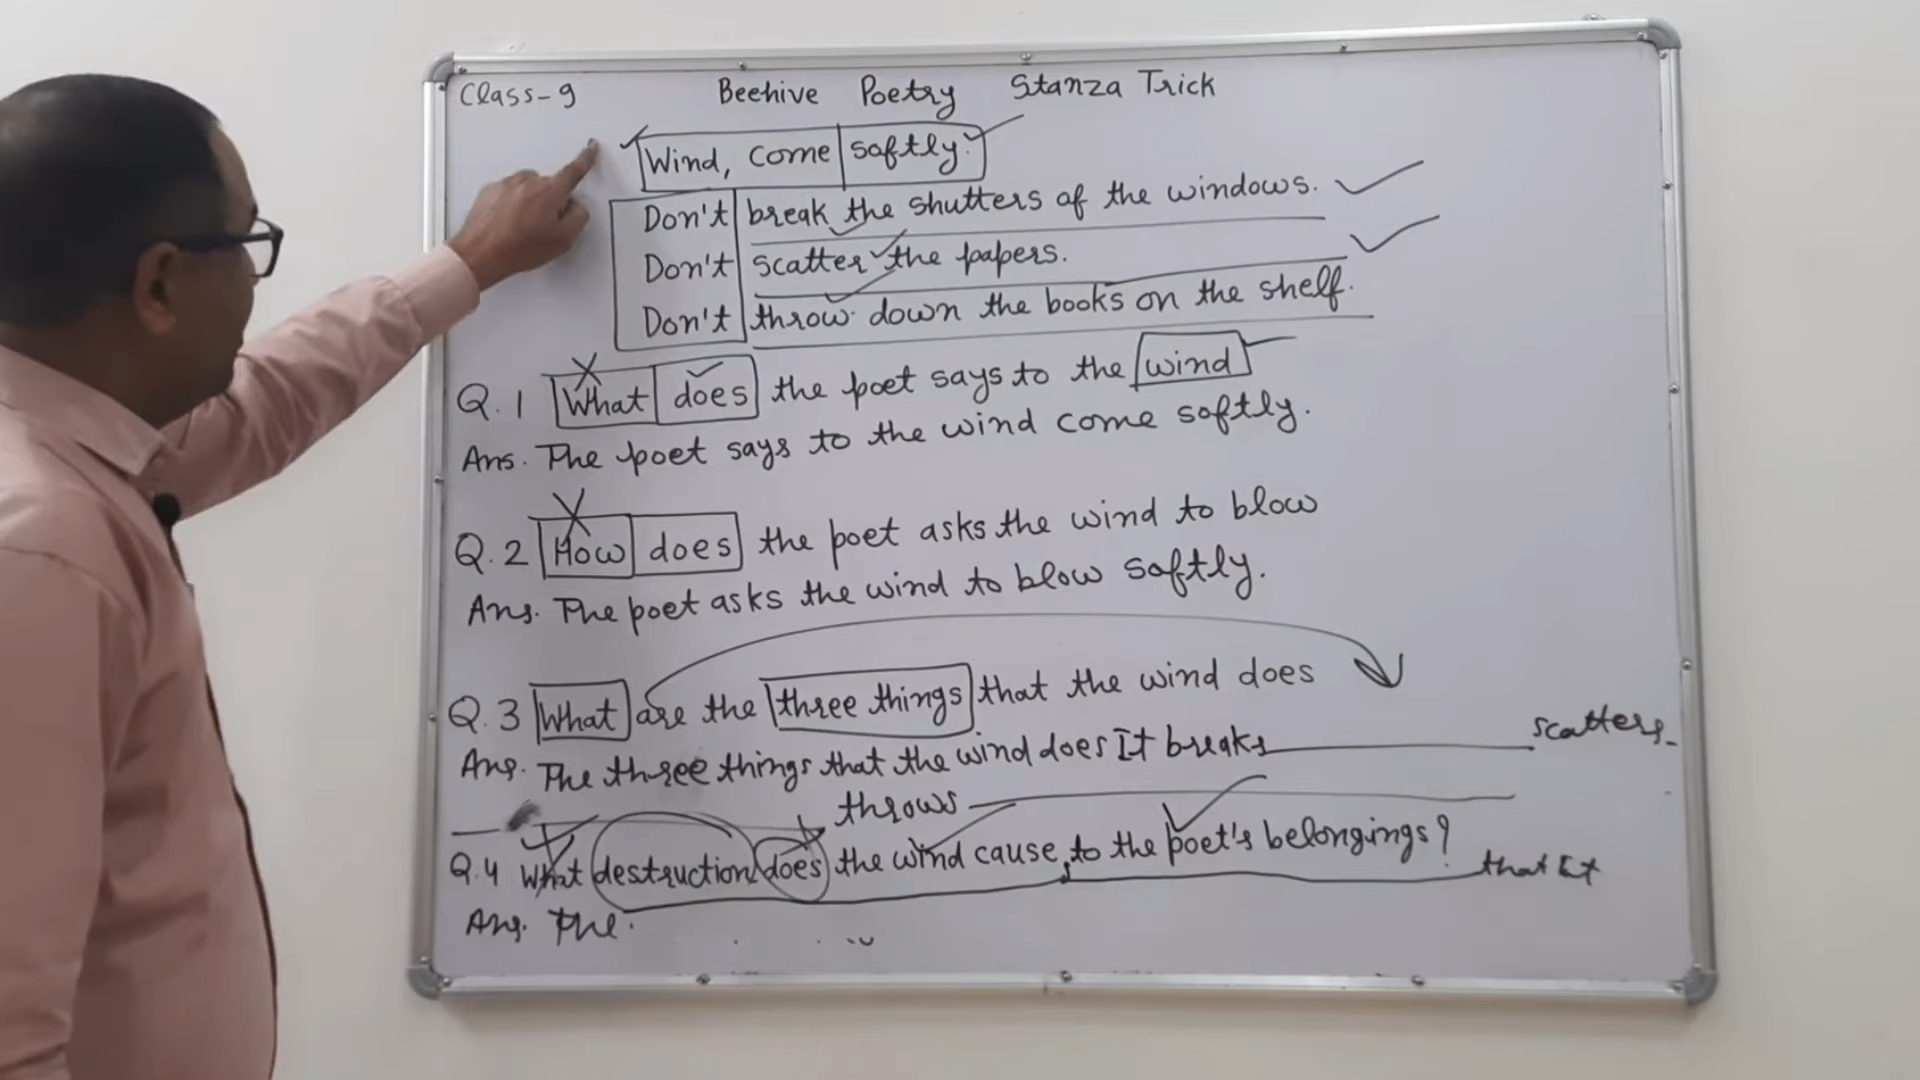 Class-9 Beehive Poetry Stanza Trick
Wind, come softly.
Don't break the shutters of the windows.
Don't scatter the papers.
Don't throw down the books on the shelf.
Q.1 What does the poet says to the wind
Ans. The poet says to the wind come softly.
Q.2 How does the poet asks the wind to blow
Ans. The poet asks the wind to blow softly.
Q.3 What are the three things that the wind does
Ans. The three things that the wind does It breaks scatters
throws
Q.4 What destruction does the wind cause to the poet's belongings?
Ans. The. that It